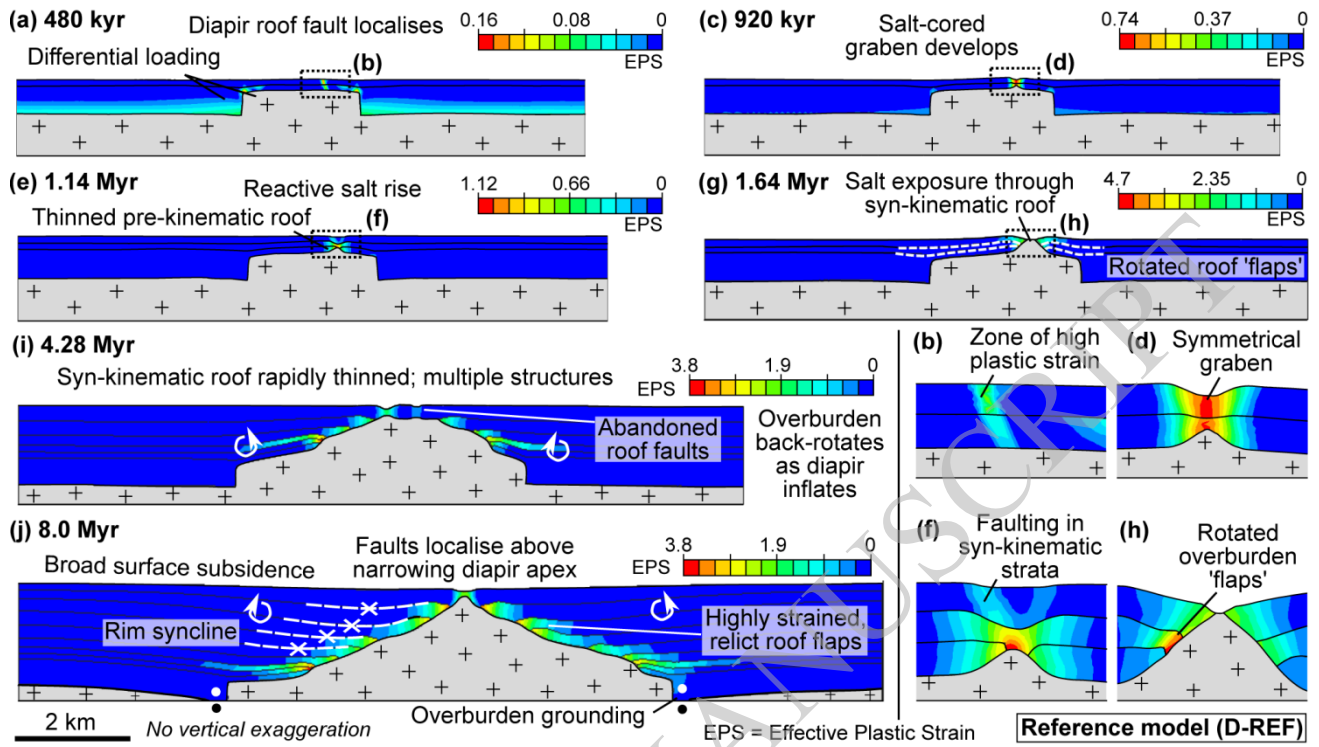 (a) 480 kyr
Diapir roof fault localises
0.16 0.08 0
EPS
Differential loading
(b)
(c) 920 kyr
Salt-cored
graben develops
0.74 0.37 0
EPS
(d)
(e) 1.14 Myr
Reactive salt rise
1.12 0.66 0
EPS
Thinned pre-kinematic roof
(f)
(g) 1.64 Myr
Salt exposure through
syn-kinematic roof
4.7 2.35 0
EPS
(h)
Rotated roof 'flaps'
(i) 4.28 Myr
Syn-kinematic roof rapidly thinned; multiple structures
3.8 1.9 0
EPS
Abandoned
roof faults
Overburden
back-rotates
as diapir
inflates
(b)
Zone of high
plastic strain
(d)
Symmetrical
graben
(j) 8.0 Myr
Broad surface subsidence
Faults localise above
narrowing diapir apex
3.8 1.9 0
EPS
Rim syncline
Highly strained,
relict roof flaps
Overburden grounding
2 km
No vertical exaggeration
EPS = Effective Plastic Strain
(f)
Faulting in
syn-kinematic
strata
(h)
Rotated
overburden
'flaps'
Reference model (D-REF)
ANUSCRIPT